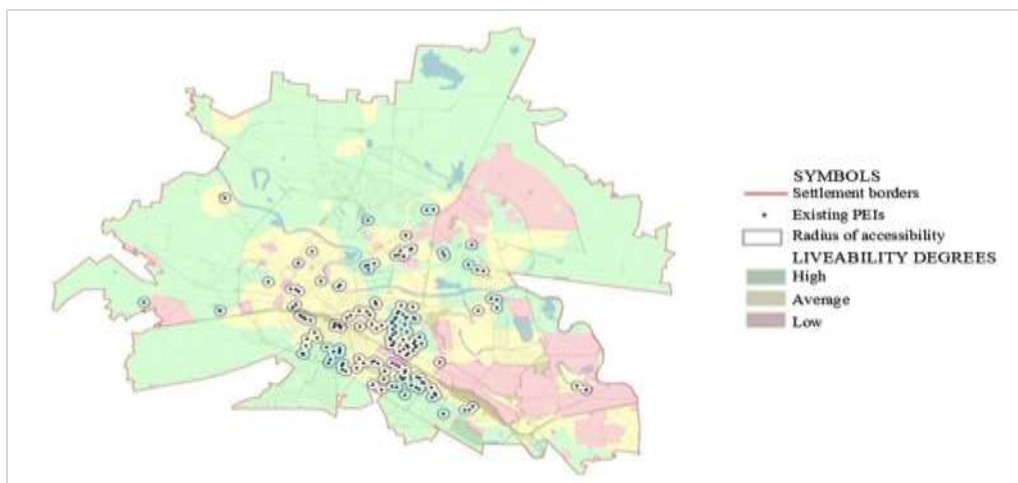 SYMBOLS
Settlement borders
Existing PEIs
Radius of accessibility
LIVEABILITY DEGREES
High
Average
Low